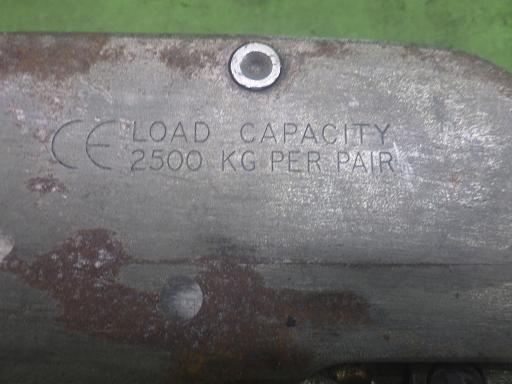 CE LOAD CAPACITY
2500 KG PER PAIR